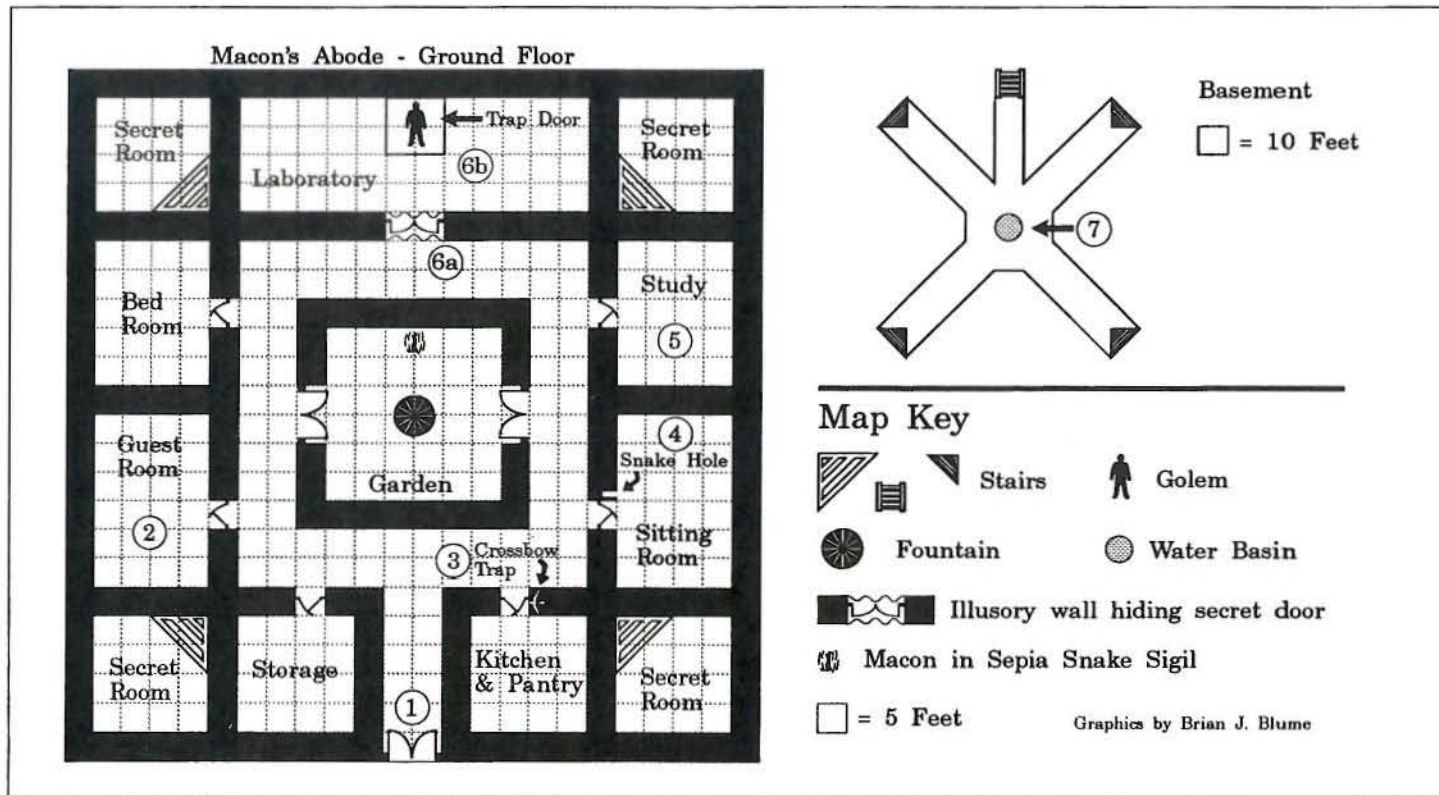 Macon's Abode - Ground Floor
Secret
Room
Trap Door
Secret
Room
6b
Laboratory
6a
Bed
Room
Study
5
Guest
Room
4
Snake Hole
Garden
2
3
Crossbow
Trap
Sitting
Room
Secret
Room
Storage
Kitchen
& Pantry
Secret
Room
1
Basement
= 10 Feet
7
Map Key
Stairs
Golem
Fountain
Water Basin
Illusory wall hiding secret door
Macon in Sepia Snake Sigil
= 5 Feet
Graphics by Brian J. Blume